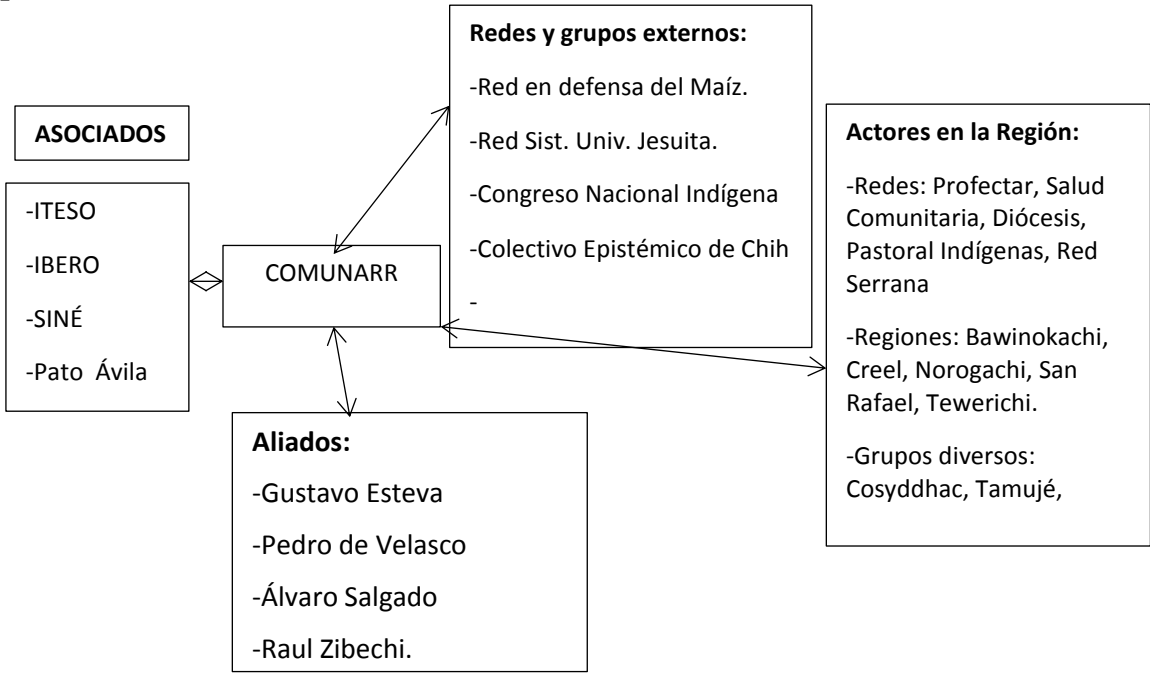 ASOCIADOS
-ITESO
-IBERO
-SINÉ
-Pato Ávila
COMUNARR
Redes y grupos externos:
-Red en defensa del Maíz.
-Red Sist. Univ. Jesuita.
-Congreso Nacional Indígena
-Colectivo Epistémico de Chih
-
Aliados:
-Gustavo Esteva
-Pedro de Velasco
-Álvaro Salgado
-Raul Zibechi.
Actores en la Región:
-Redes: Profectar, Salud
Comunitaria, Diócesis,
Pastoral Indígenas, Red
Serrana
-Regiones: Bawinokachi,
Creel, Norogachi, San
Rafael, Tewerichi.
-Grupos diversos:
Cosyddhac, Tamujé,